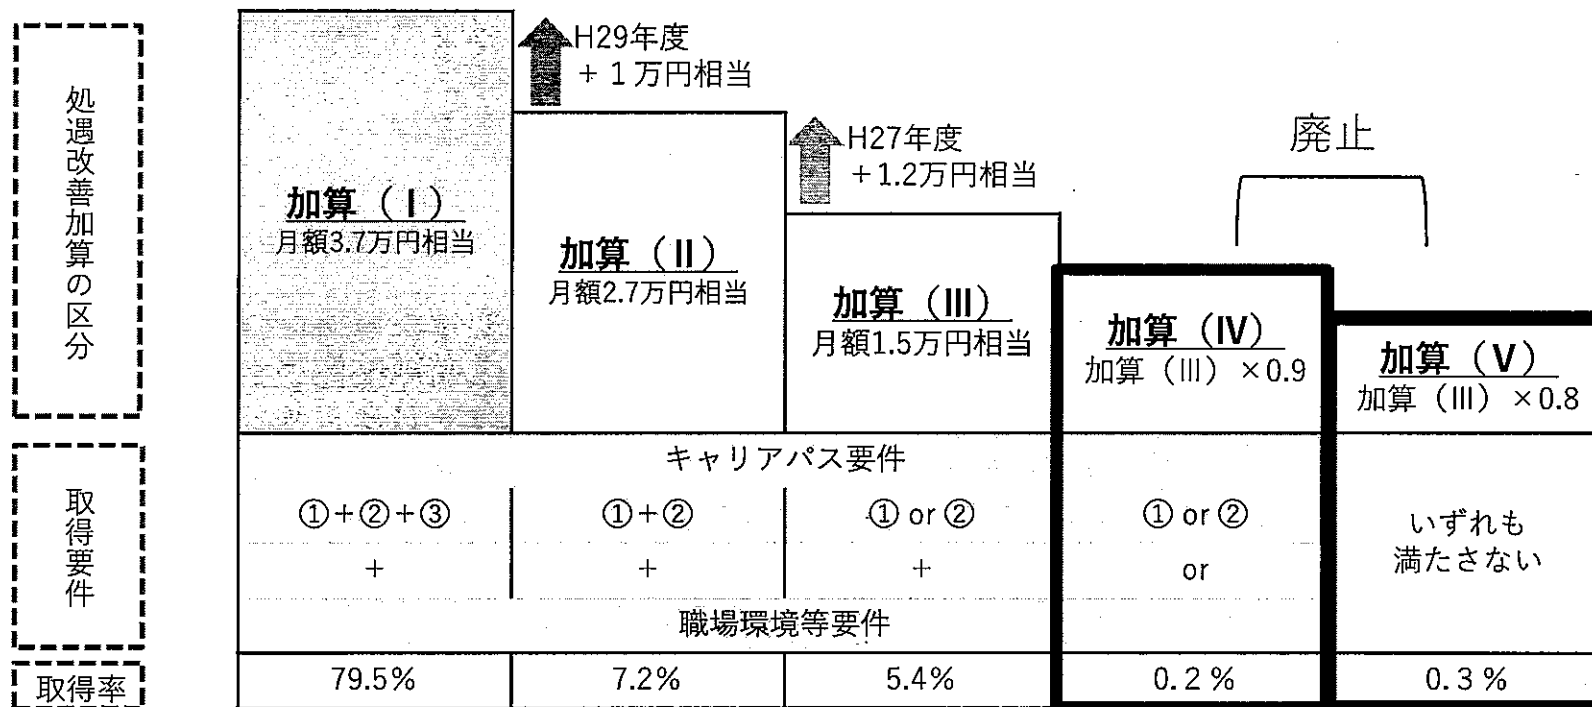 処遇改善加算の区分
H29年度
+ 1万円相当
H27年度
+1.2万円相当
廃止
加算（Ⅰ）
月額3.7万円相当
加算（Ⅱ）
月額2.7万円相当
加算（Ⅲ）
月額1.5万円相当
加算（Ⅳ）
加算（Ⅲ）×0.9
加算（Ⅴ）
加算（Ⅲ）×0.8
取得要件
キャリアパス要件
①+②+③
①+②
① or ②
① or ②
いずれも
満たさない
+
+
+
or
職場環境等要件
取得率
79.5%
7.2%
5.4%
0.2%
0.3%